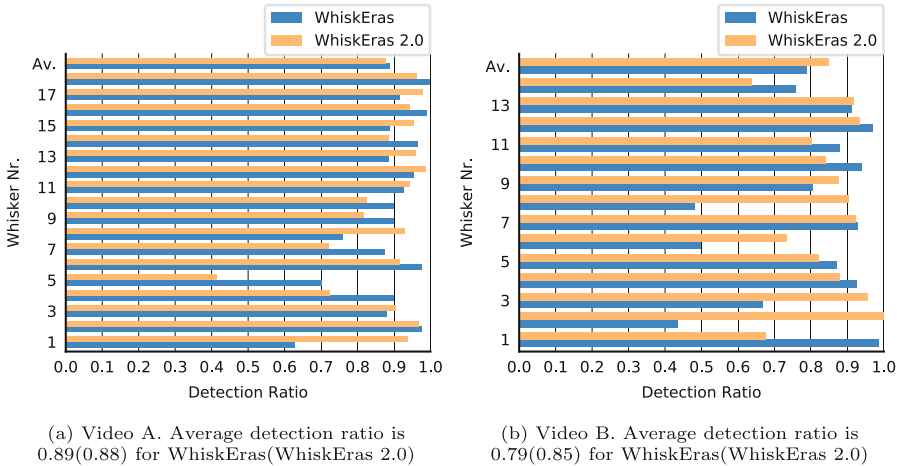 WhiskEras
WhiskEras 2.0
Av.
17
15
13
11
9
7
5
3
1
Whisker Nr.
0.0 0.1 0.2 0.3 0.4 0.5 0.6 0.7 0.8 0.9 1.0
Detection Ratio
(a) Video A. Average detection ratio is
0.89(0.88) for WhiskEras(WhiskEras 2.0)
WhiskEras
WhiskEras 2.0
Av.
13
11
9
7
5
3
1
Whisker Nr.
0.0 0.1 0.2 0.3 0.4 0.5 0.6 0.7 0.8 0.9 1.0
Detection Ratio
(b) Video B. Average detection ratio is
0.79(0.85) for WhiskEras(WhiskEras 2.0)